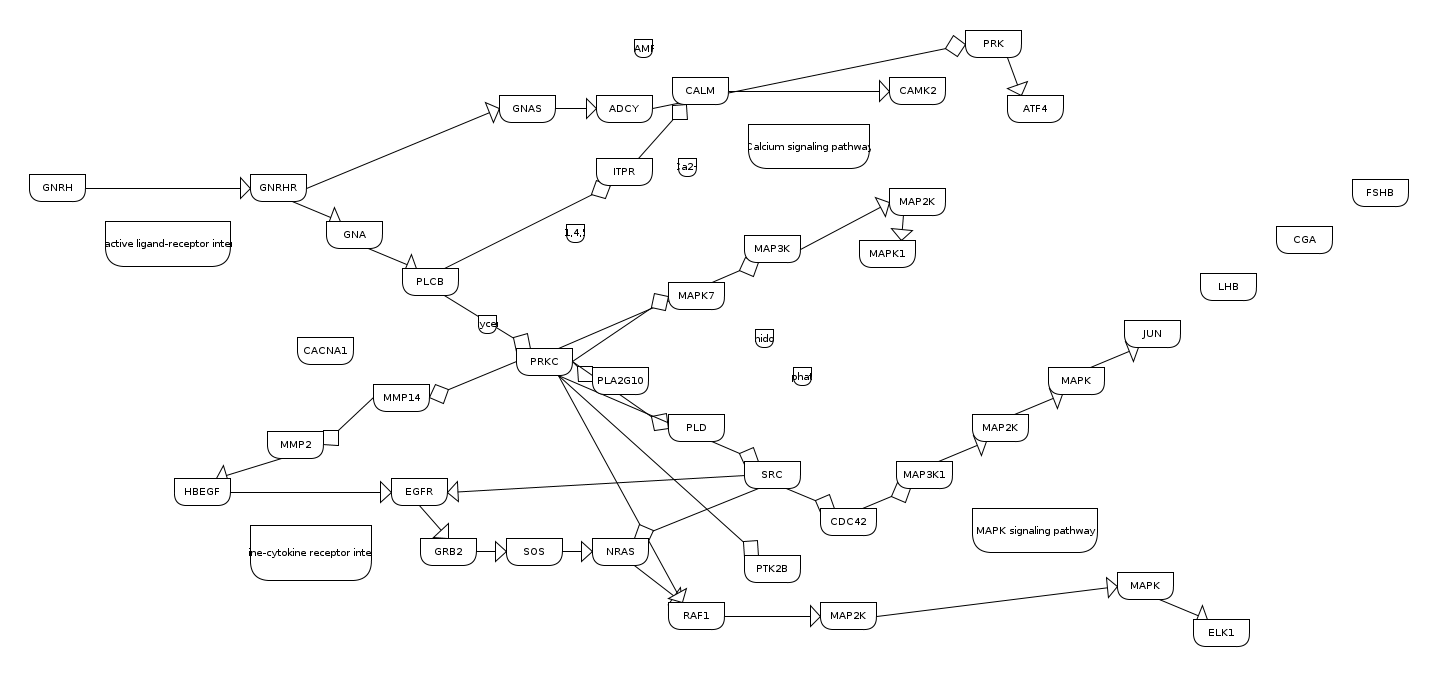 AMF
PRK
CALM
CAMK2
GNAS
ADCY
ATF4
Calcium signaling pathway
ITPR
Ca2+
GNRH
GNRHR
FSHB
MAP2K
GNA
1,4,5
CGA
active ligand-receptor inter
MAP3K
MAPK1
PLCB
LHB
MAPK7
ycer
JUN
CACNA1
PRKC
nidc
PLA2G10
phat
MAPK
MMP14
PLD
MAP2K
MMP2
SRC
MAP3K1
HBEGF
EGFR
CDC42
MAPK signaling pathway
ine-cytokine receptor inte
GRB2
SOS
NRAS
PTK2B
MAPK
RAF1
MAP2K
ELK1